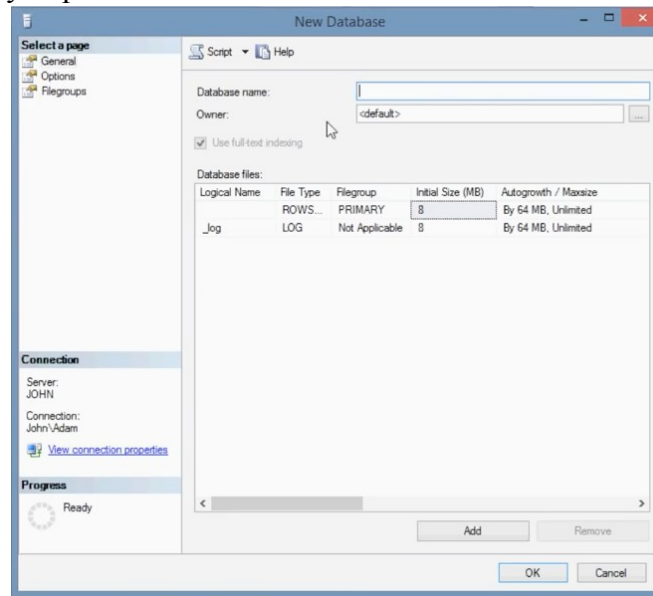 New Database
Select a page
General
Options
Filegroups
Script Help
Database name:
Owner: <default> ...
Use full-text indexing
Database files:
Logical Name File Type Filegroup Initial Size (MB) Autogrowth / Maxsize
ROWS... PRIMARY 8 By 64 MB, Unlimited
_log LOG Not Applicable 8 By 64 MB, Unlimited
Connection
Server:
JOHN
Connection:
John\Adam
View connection properties
Progress
Ready
Add Remove
OK Cancel